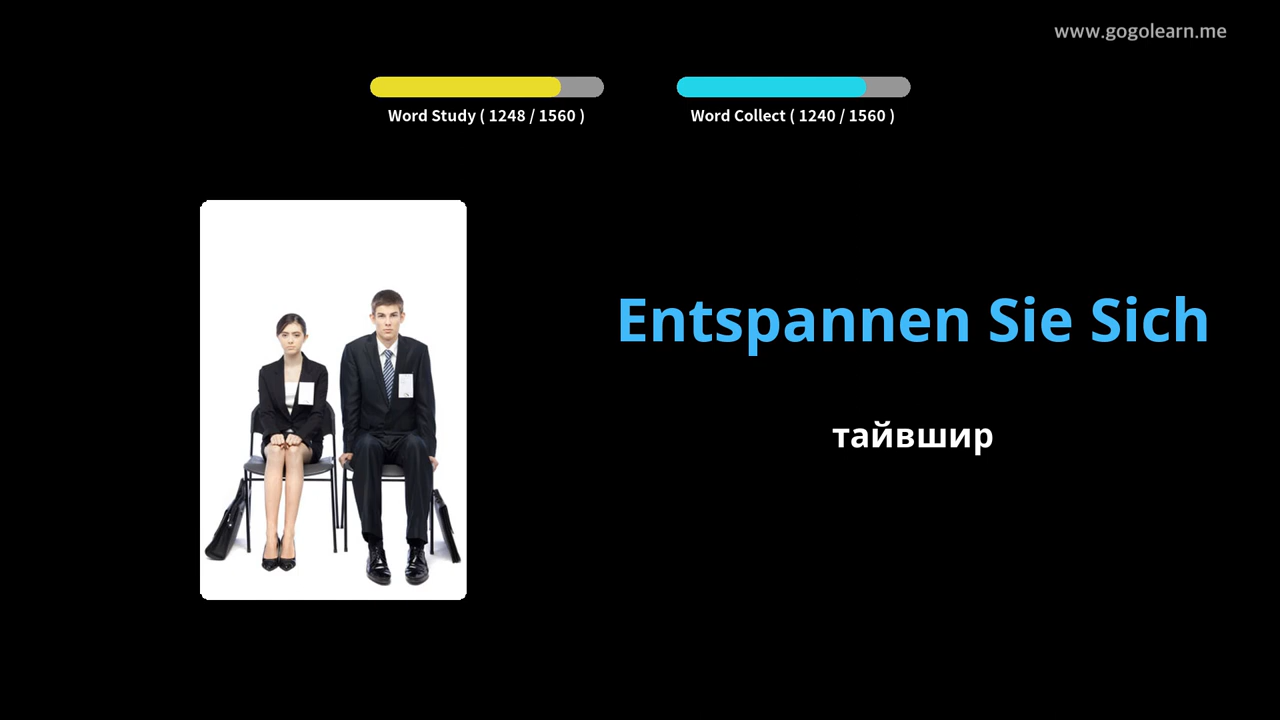 www.gogolearn.me
Word Study ( 1248 / 1560 )
Word Collect ( 1240 / 1560 )
Entspannen Sie Sich
тайвшир